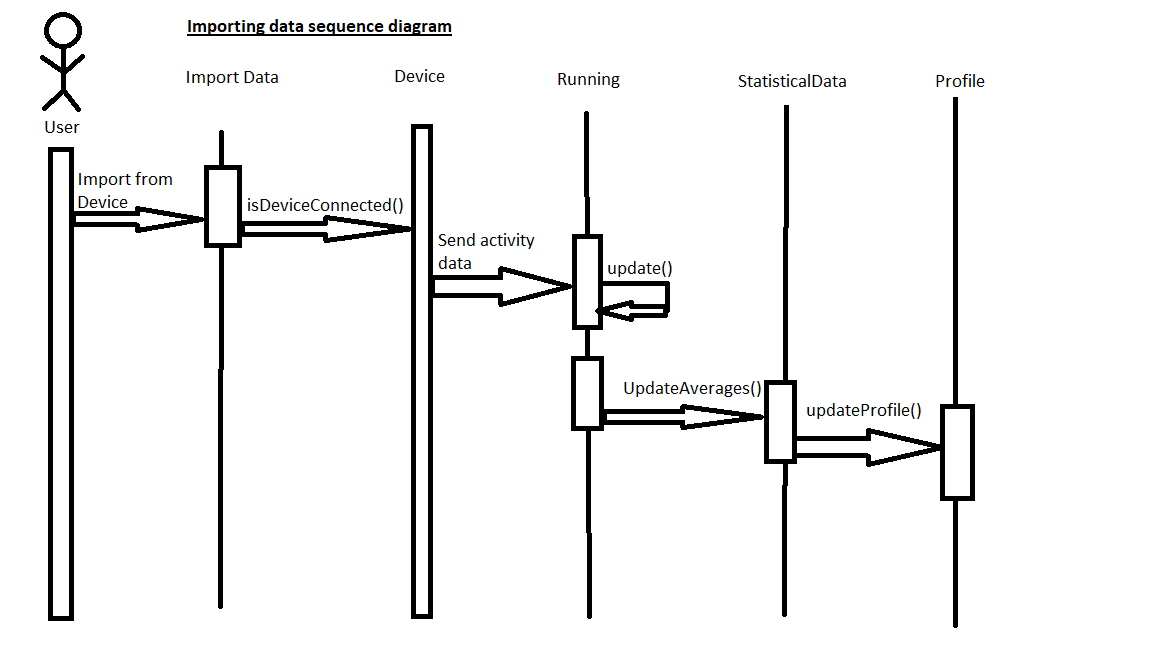 Importing data sequence diagram
Import Data
Device
Running
StatisticalData
Profile
User
Import from
Device
isDeviceConnected()
Send activity
data
update()
UpdateAverages()
updateProfile()